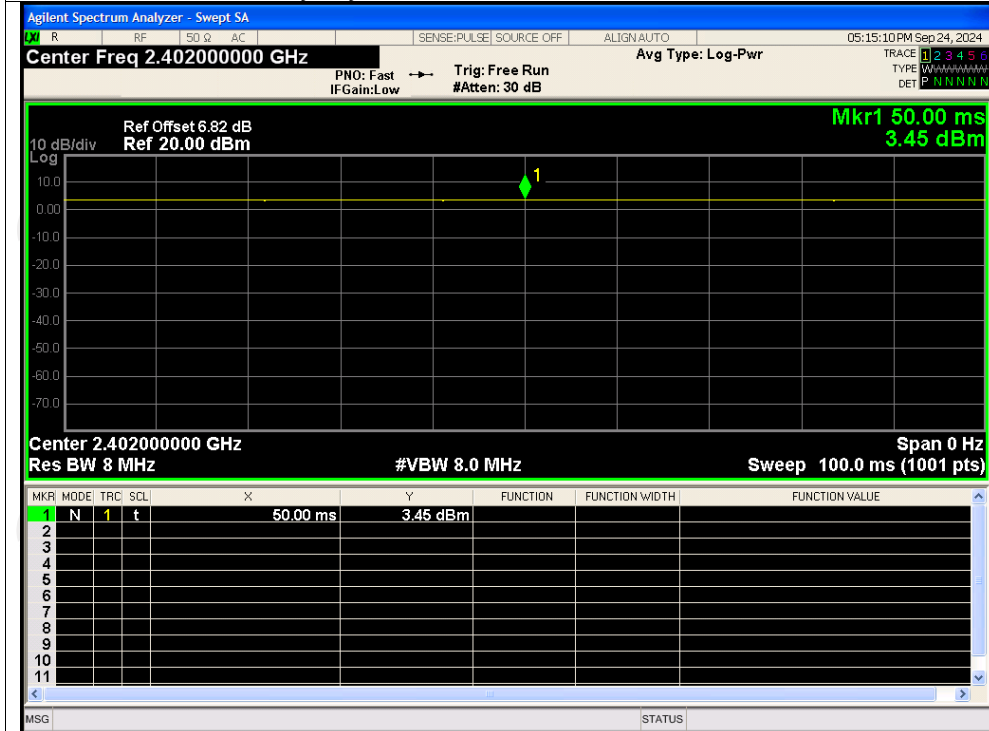 Agilent Spectrum Analyzer - Swept SA
LXI R RF 50 Ω AC SENSE:PULSE SOURCE OFF ALIGN AUTO 05:15:10 PM Sep 24, 2024
Center Freq 2.402000000 GHz Avg Type: Log-Pwr TRACE 1 2 3 4 5 6
PNO: Fast Trig: Free Run TYPE WWWWWW
IFGain:Low #Atten: 30 dB DET P N N N N N
Mkr1 50.00 ms
Ref Offset 6.82 dB
10 dB/div Ref 20.00 dBm 3.45 dBm
Log
1
10.0
0.00
-10.0
-20.0
-30.0
-40.0
-50.0
-60.0
-70.0
Center 2.402000000 GHz Span 0 Hz
Res BW 8 MHz #VBW 8.0 MHz Sweep 100.0 ms (1001 pts)
MKR MODE TRC SCL X Y FUNCTION FUNCTION WIDTH FUNCTION VALUE
1 N 1 t 50.00 ms 3.45 dBm
2
3
4
5
6
7
8
9
10
11
MSG STATUS